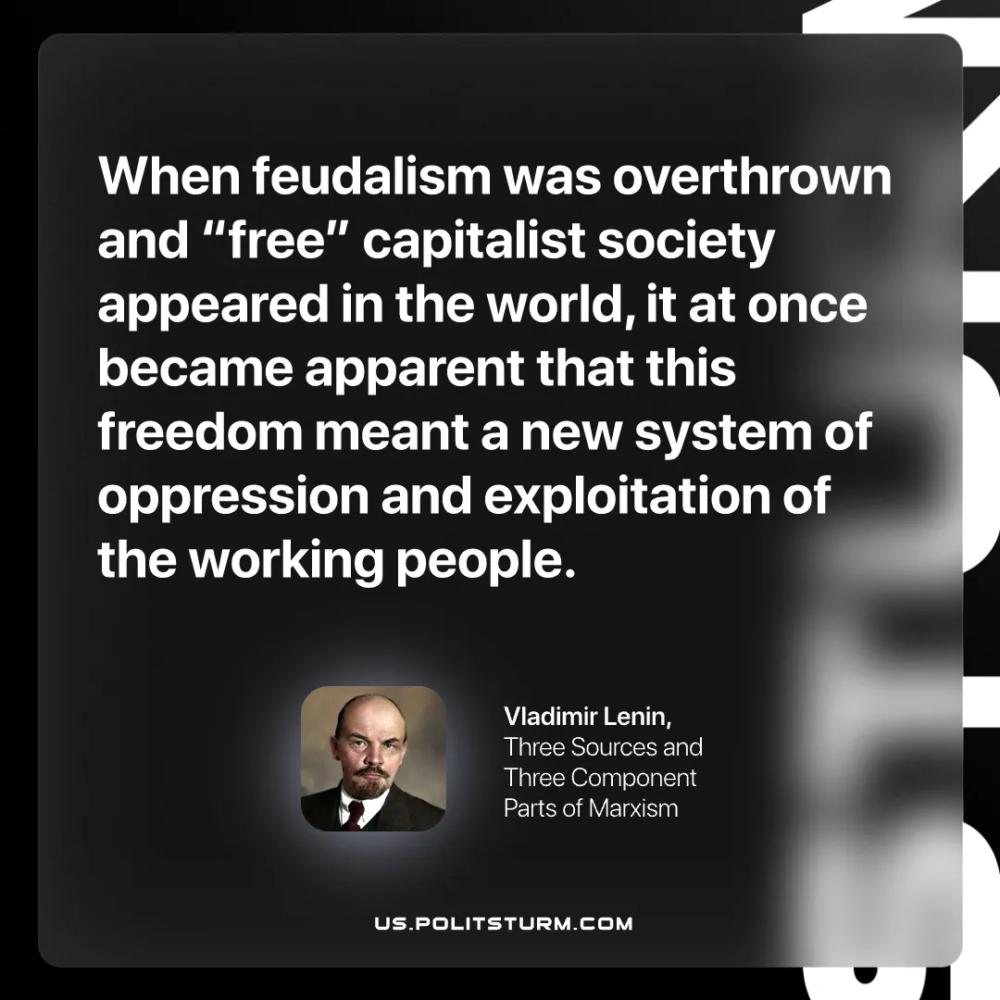 When feudalism was overthrown
and “free” capitalist society
appeared in the world, it at once
became apparent that this
freedom meant a new system of
oppression and exploitation of
the working people.
Vladimir Lenin,
Three Sources and
Three Component
Parts of Marxism
US.POLITSTURM.COM